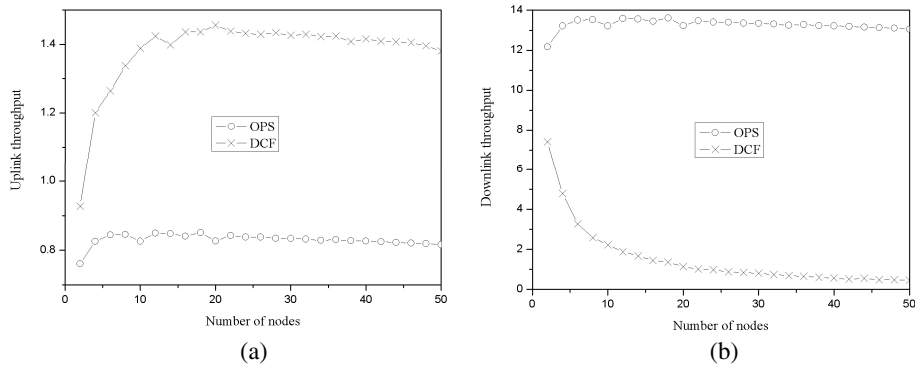 1.4
1.2
1.0
0.8
0 10 20 30 40 50
Uplink throughput
Number of nodes
OPS
DCF
(a)
14
12
10
8
6
4
2
0
0 10 20 30 40 50
Downlink throughput
Number of nodes
OPS
DCF
(b)